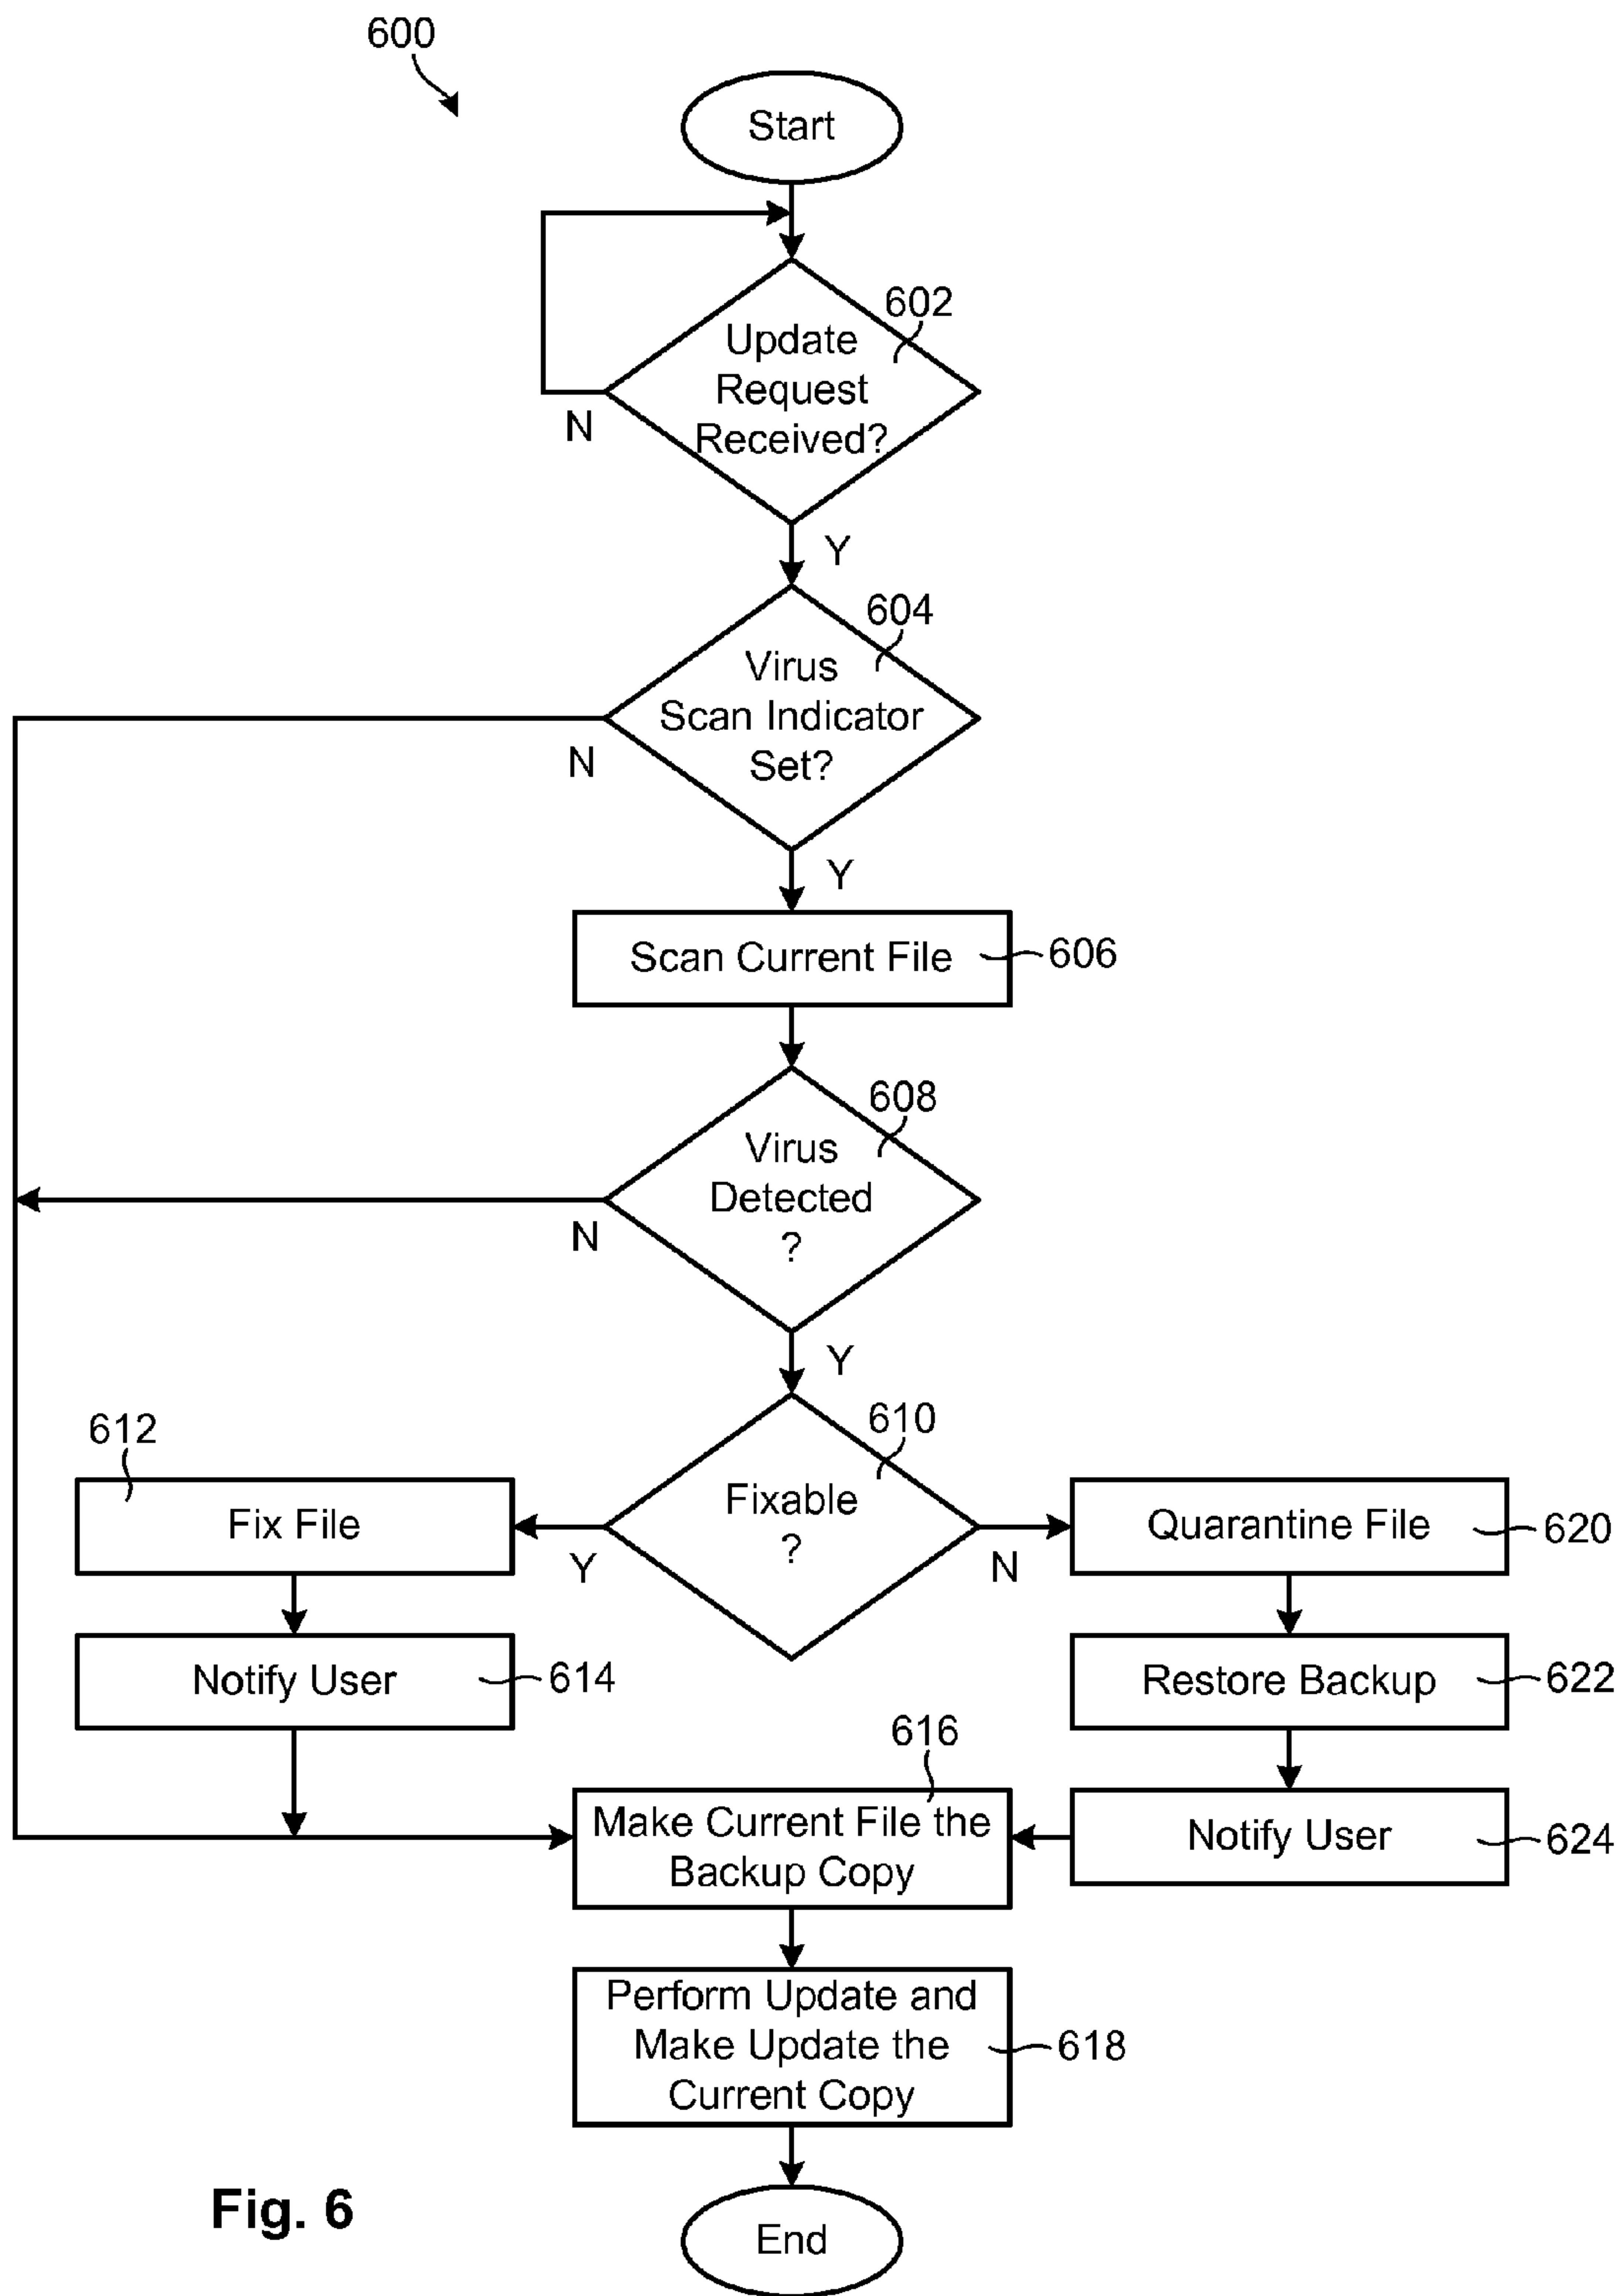 600
Start
602
Update
Request
Received?
N
Y
604
Virus
Scan Indicator
Set?
N
Y
Scan Current File
606
608
Virus
Detected
?
N
Y
610
Fixable
?
Y
N
612
Fix File
Quarantine File
620
Notify User
614
Restore Backup
622
616
Make Current File the
Backup Copy
Notify User
624
Perform Update and
Make Update the
Current Copy
618
End
Fig. 6